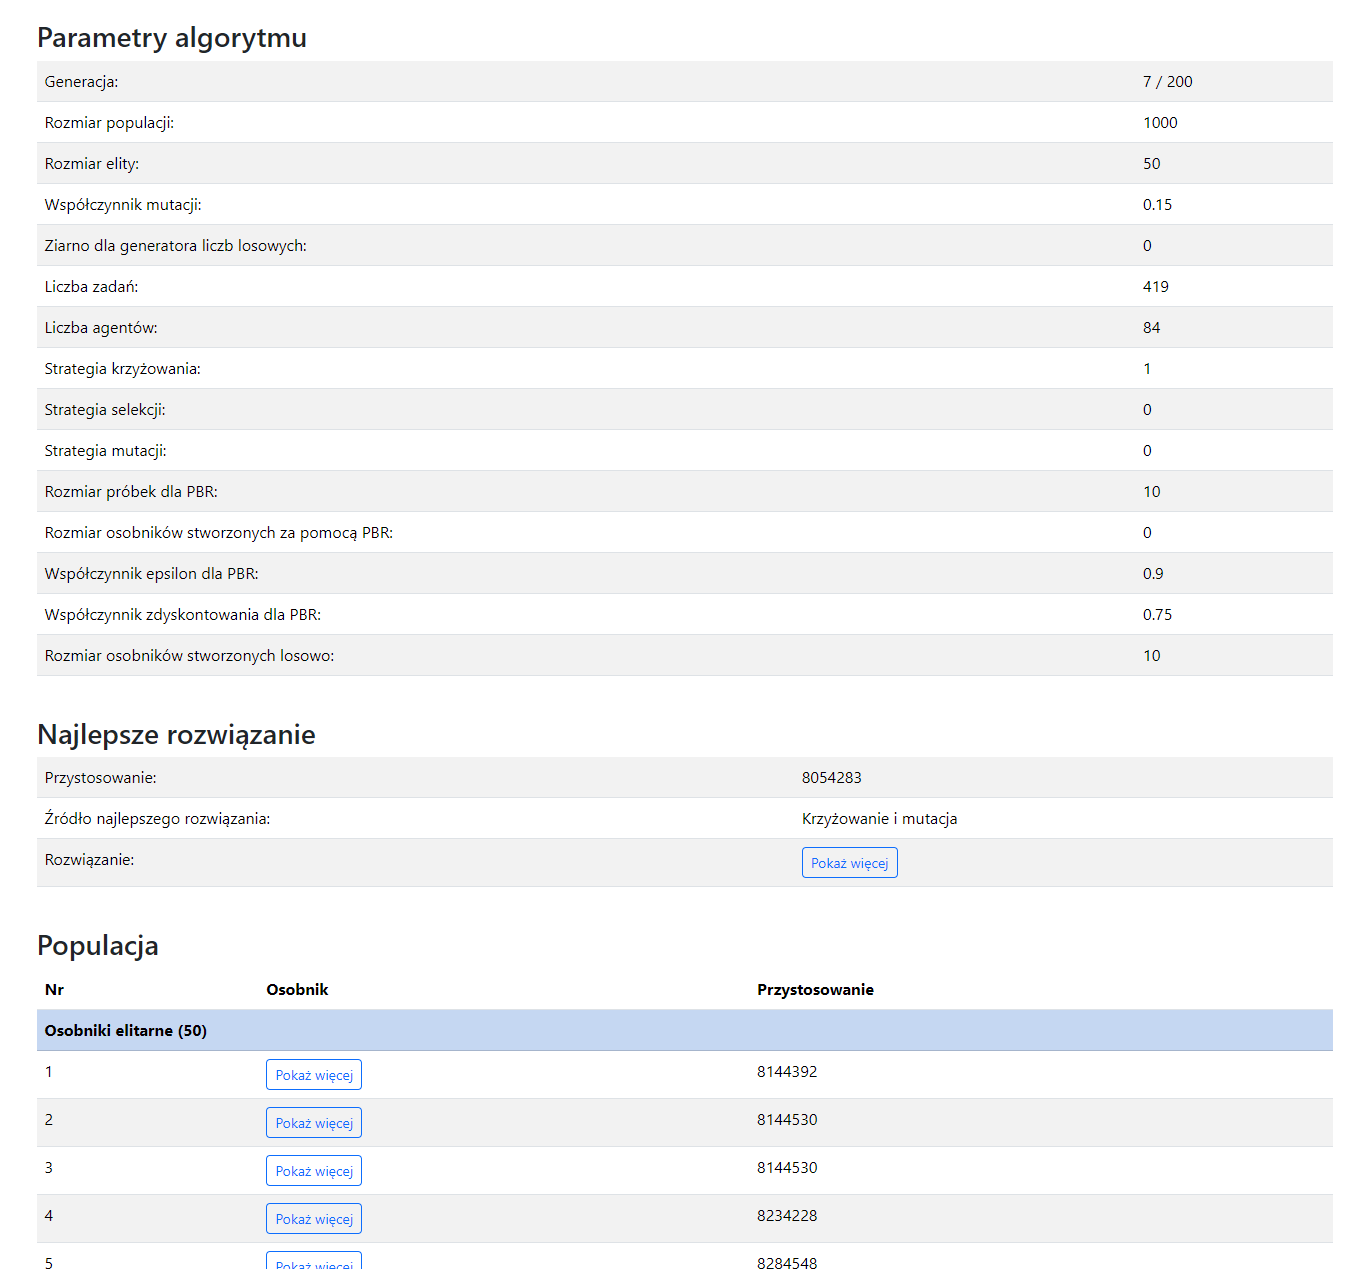 Parametry algorytmu
Generacja: 7 / 200
Rozmiar populacji: 1000
Rozmiar elity: 50
Współczynnik mutacji: 0.15
Ziarno dla generatora liczb losowych: 0
Liczba zadań: 419
Liczba agentów: 84
Strategia krzyżowania: 1
Strategia selekcji: 0
Strategia mutacji: 0
Rozmiar próbek dla PBR: 10
Rozmiar osobników stworzonych za pomocą PBR: 0
Współczynnik epsilon dla PBR: 0.9
Współczynnik zdyskontowania dla PBR: 0.75
Rozmiar osobników stworzonych losowo: 10
Najlepsze rozwiązanie
Przystosowanie: 8054283
Źródło najlepszego rozwiązania: Krzyżowanie i mutacja
Rozwiązanie: Pokaż więcej
Populacja
Nr Osobnik Przystosowanie
Osobniki elitarne (50)
1 Pokaż więcej 8144392
2 Pokaż więcej 8144530
3 Pokaż więcej 8144530
4 Pokaż więcej 8234228
5 Pokaż więcej 8284548